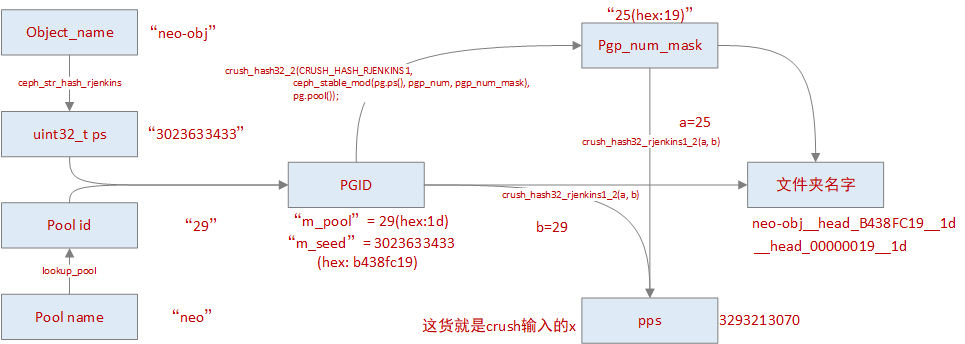 Object_name
“neo-obj”
ceph_str_hash_rjenkins
uint32_t ps
“3023633433”
Pool id
“29”
lookup_pool
Pool name
“neo”
crush_hash32_2(CRUSH_HASH_RJENKINS1,
ceph_stable_mod(pg.ps(), pgp_num, pgp_num_mask),
pg.pool());
PGID
“m_pool” = 29(hex:1d)
“m_seed” = 3023633433
(hex: b438fc19)
“25(hex:19)”
Pgp_num_mask
a=25
crush_hash32_rjenkins1_2(a, b)
crush_hash32_rjenkins1_2(a, b)
b=29
文件夹名字
neo-obj__head_B438FC19__1d
__head_00000019__1d
这货就是crush输入的x
pps
3293213070